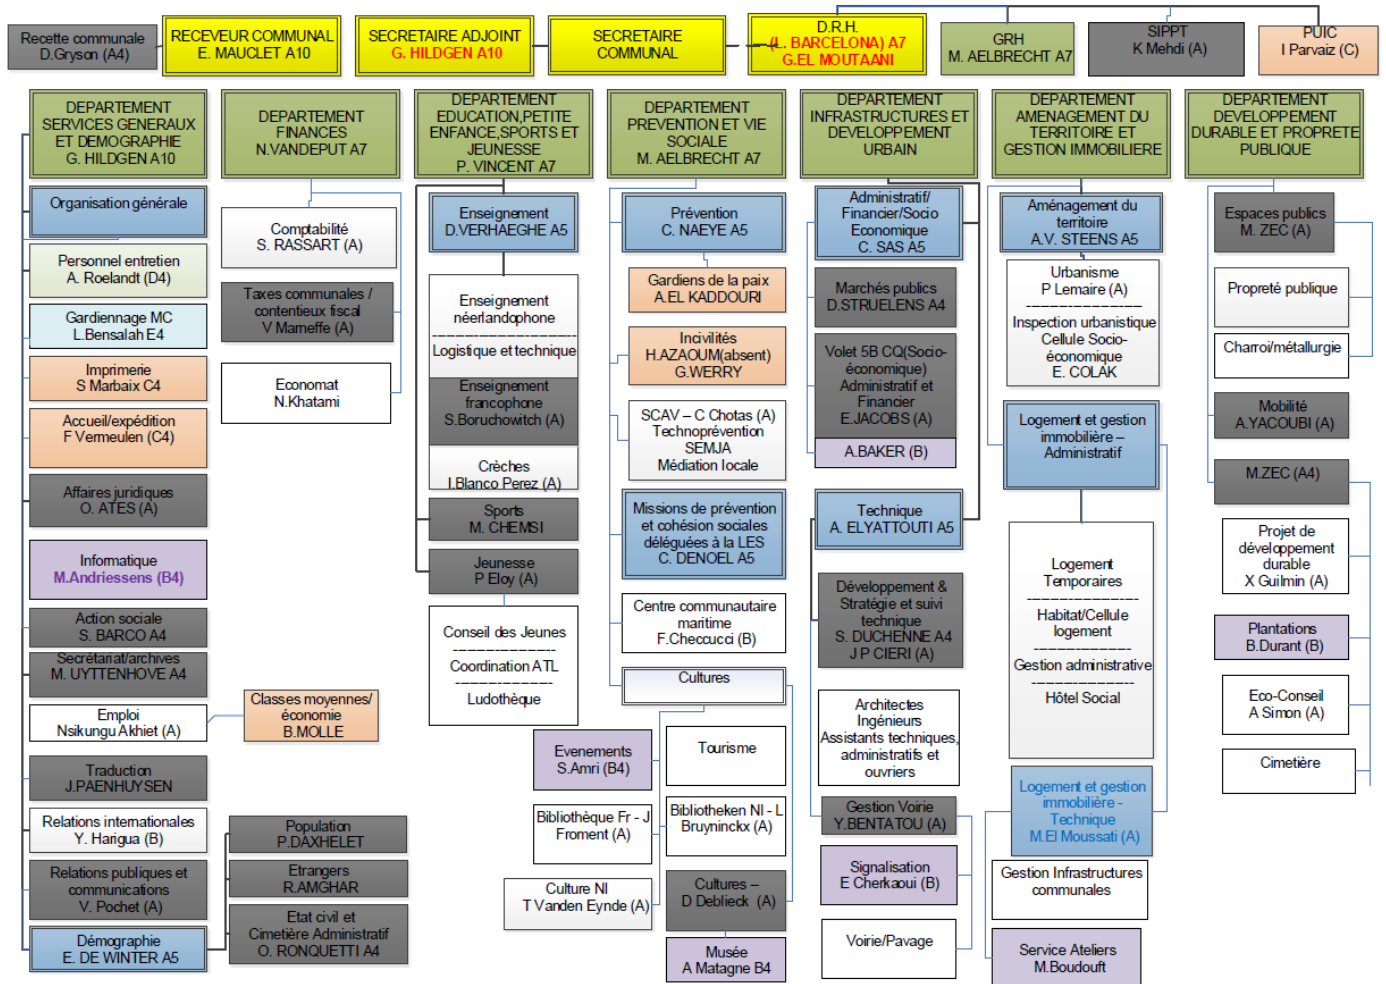 Recette communale
D.Gryson (A4)
RECEVEUR COMMUNAL
E. MAUCLET A10
SECRETAIRE ADJOINT
G. HILDGEN A10
SECRETAIRE
COMMUNAL
D.R.H.
(L. BARCELONA) A7
G.EL MOUTAANI
GRH
M. AELBRECHT A7
SIPPT
K Mehdi (A)
PUIC
I Parvaiz (C)
DEPARTEMENT
SERVICES GENERAUX
ET DEMOGRAPHIE
G. HILDGEN A10
Organisation générale
Personnel entretien
A. Roelandt (D4)
Gardiennage MC
L.Bensalah E4
Imprimerie
S Marbaix C4
Accueil/expédition
F Vermeulen (C4)
Affaires juridiques
O. ATES (A)
Informatique
M.Andriessens (B4)
Action sociale
S. BARCO A4
Secrétariat/archives
M. UYTTENHOVE A4
Emploi
Nsikungu Akhiet (A)
Classes moyennes/
économie
B.MOLLE
Traduction
J.PAENHUYSEN
Relations internationales
Y. Harigua (B)
Relations publiques et
communications
V. Pochet (A)
Démographie
E. DE WINTER A5
Population
P.DAXHELET
Etrangers
R.AMGHAR
Etat civil et
Cimetière Administratif
O. RONQUETTI A4
DEPARTEMENT
FINANCES
N.VANDEPUT A7
Comptabilité
S. RASSART (A)
Taxes communales /
contentieux fiscal
V Mameffe (A)
Economat
N.Khatami
DEPARTEMENT
EDUCATION,PETITE
ENFANCE,SPORTS ET
JEUNESSE
P. VINCENT A7
Enseignement
D.VERHAEGHE A5
Enseignement
néerlandophone
------------------------
Logistique et technique
Enseignement
francophone
S.Boruchowitch (A)
Crèches
I.Blanco Perez (A)
Sports
M. CHEMSI
Jeunesse
P Eloy (A)
Conseil des Jeunes
-----------------
Coordination ATL
-----------------
Ludothèque
DEPARTEMENT
PREVENTION ET VIE
SOCIALE
M. AELBRECHT A7
Prévention
C. NAEYE A5
Gardiens de la paix
A.EL KADDOURI
Incivilités
H.AZAOUM(absent)
G.WERRY
SCAV – C Chotas (A)
Technoprévention
SEMJA
Médiation locale
Missions de prévention
et cohésion sociales
déléguées à la LES
C. DENOEL A5
Centre communautaire
maritime
F.Checcucci (B)
Cultures
Evenements
S.Amri (B4)
Tourisme
Bibliothèque Fr - J
Froment (A)
Bibliotheken Nl - L
Bruyninckx (A)
Culture Nl
T Vanden Eynde (A)
Cultures –
D Deblieck (A)
Musée
A Matagne B4
DEPARTEMENT
INFRASTRUCTURES ET
DEVELOPPEMENT
URBAIN
Administratif/
Financier/Socio
Economique
C. SAS A5
Marchés publics
D.STRUELENS A4
Volet 5B CQ(Socio-
économique)
Administratif et
Financier
E.JACOBS (A)
A.BAKER (B)
Technique
A. ELYATTOUTI A5
Développement &
Stratégie et suivi
technique
S. DUCHENNE A4
J P CIERI (A)
Architectes
Ingénieurs
Assistants techniques,
administratifs et
ouvriers
Gestion Voirie
Y.BENTATOU (A)
Signalisation
E Cherkaoui (B)
Voirie/Pavage
DEPARTEMENT
AMENAGEMENT DU
TERRITOIRE ET
GESTION IMMOBILIERE
Aménagement du
territoire
A.V. STEENS A5
Urbanisme
P Lemaire (A)
--------------------
Inspection urbanistique
Cellule Socio-
économique
E. COLAK
Logement et gestion
immobilière –
Administratif
Logement
Temporaires
------------------
Habitat/Cellule
logement
------------------
Gestion administrative
------------------
Hôtel Social
Logement et gestion
immobilière -
Technique
M.El Moussati (A)
Gestion Infrastructures
communales
Service Ateliers
M.Boudouft
DEPARTEMENT
DEVELOPPEMENT
DURABLE ET PROPRETE
PUBLIQUE
Espaces publics
M. ZEC (A)
Propreté publique
Charroi/métallurgie
Mobilité
A.YACOUBI (A)
M.ZEC (A4)
Projet de
développement
durable
X Guilmin (A)
Plantations
B.Durant (B)
Eco-Conseil
A Simon (A)
Cimetière